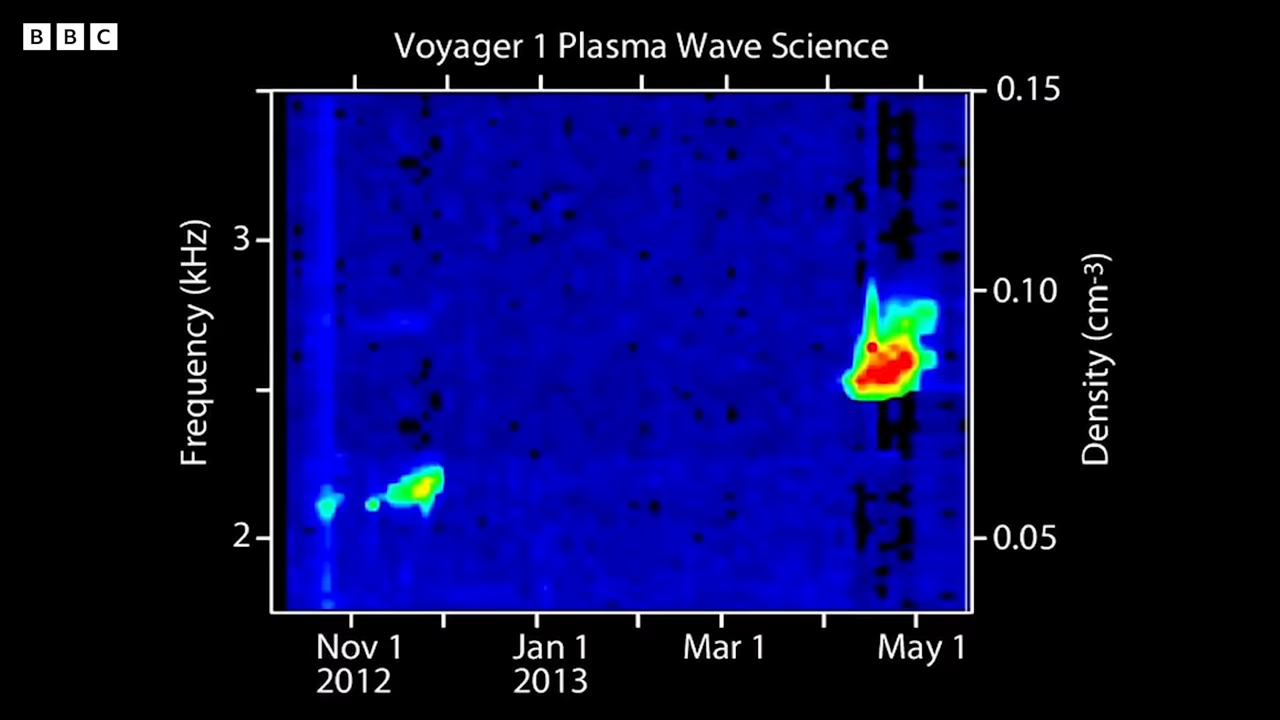 BBC
Voyager 1 Plasma Wave Science
0.15
3
0.10
Frequency (kHz)
Density (cm-3)
2
0.05
Nov 1
2012
Jan 1
2013
Mar 1
May 1